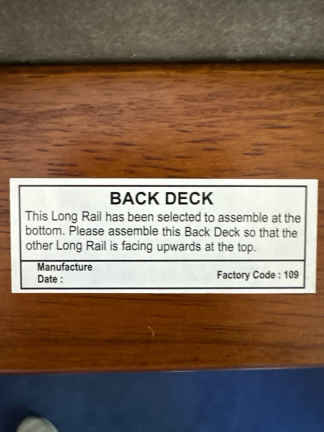 BACK DECK
This Long Rail has been selected to assemble at the
bottom. Please assemble this Back Deck so that the
other Long Rail is facing upwards at the top.
Manufacture
Date :
Factory Code : 109